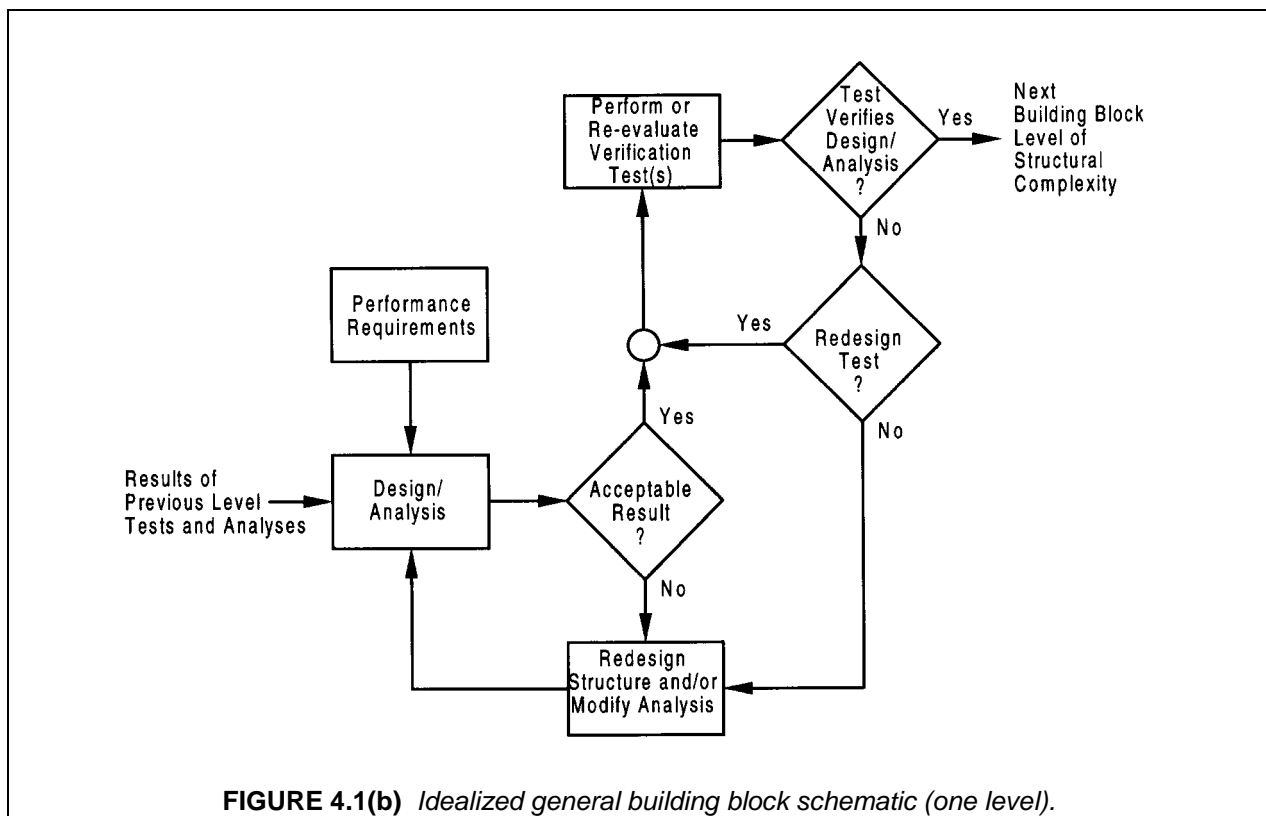 Perform or
Re-evaluate
Verification
Test(s)
Test
Verifies
Design/
Analysis
?
Yes
Next
Building Block
Level of
Structural
Complexity
No
Performance
Requirements
Yes
Redesign
Test
?
No
Yes
Results of
Previous Level
Tests and Analyses
Design/
Analysis
Acceptable
Result
?
No
Redesign
Structure and/or
Modify Analysis
FIGURE 4.1(b) Idealized general building block schematic (one level).